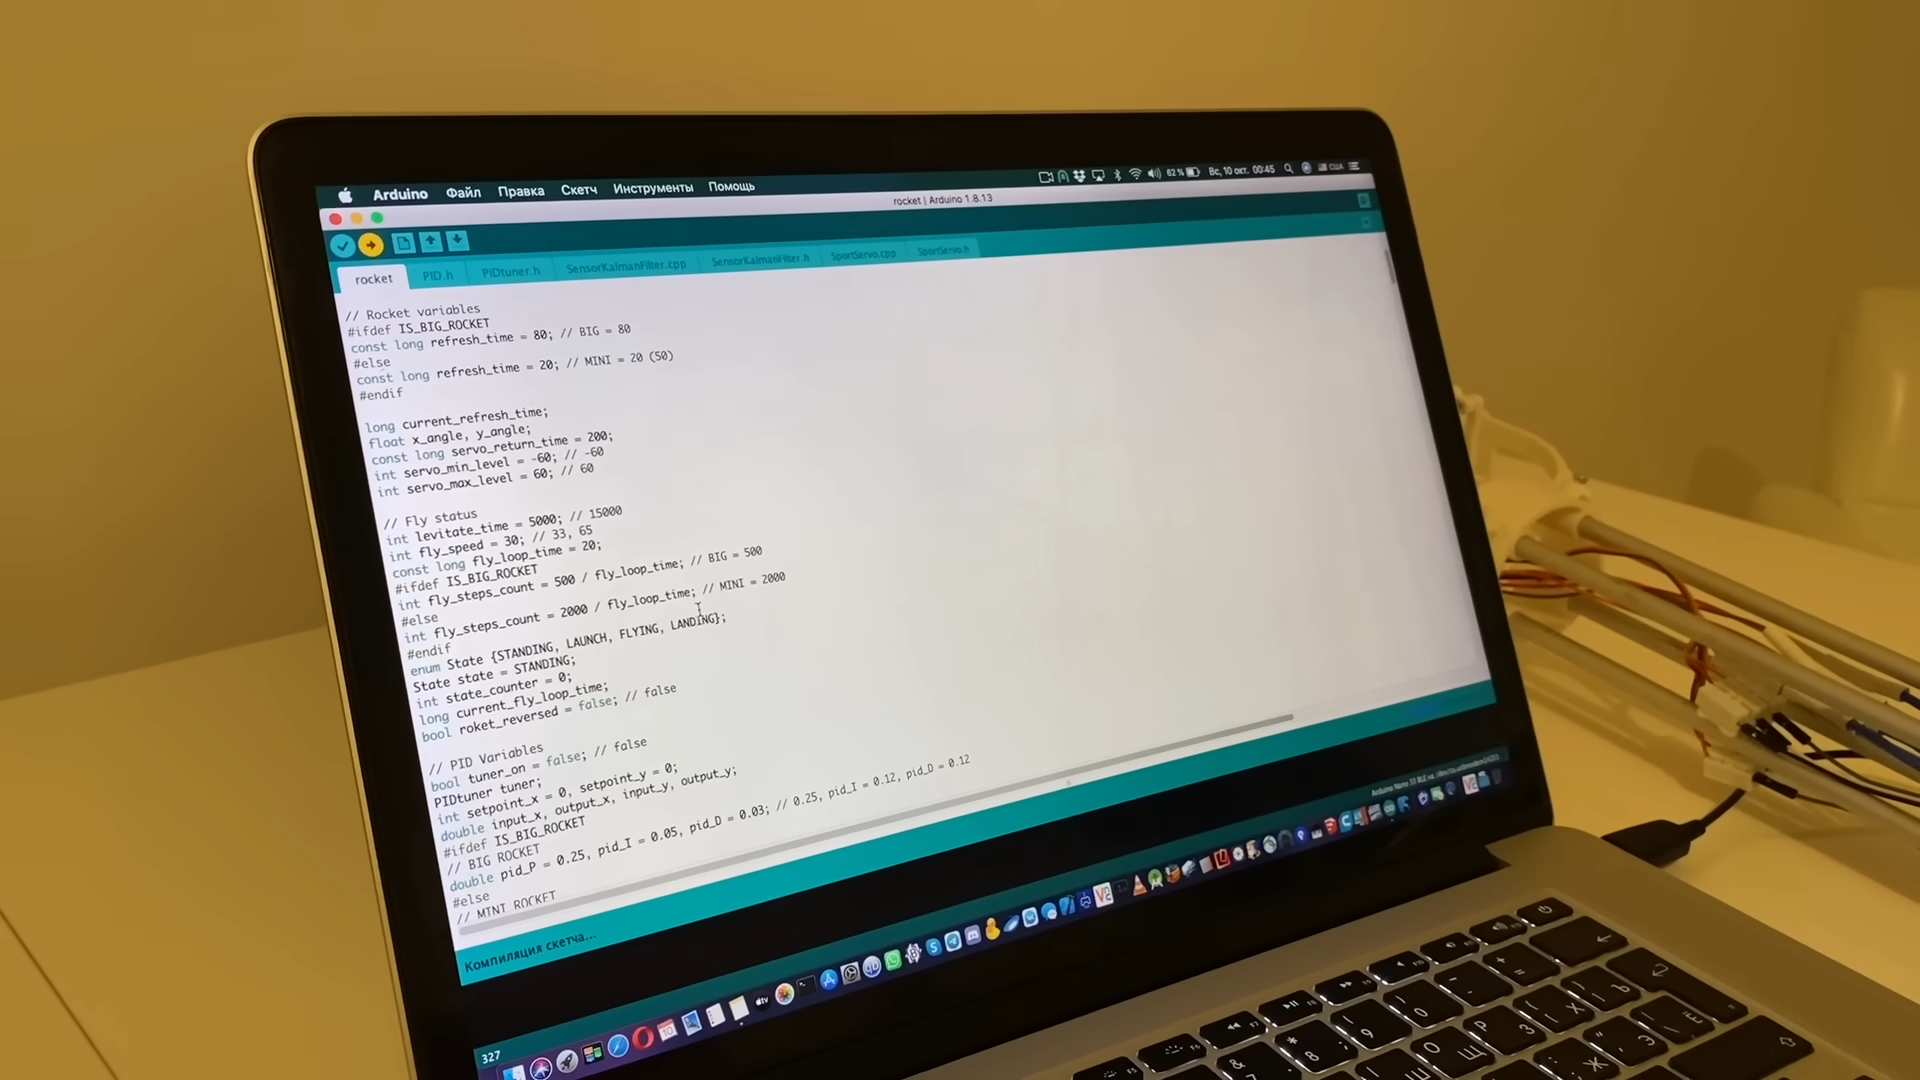 Arduino Файл Правка Скетч Инструменты Помощь
82 % Вс, 10 окт. 00:45 США
rocket | Arduino 1.8.13
rocket PID.h PIDtuner.h SensorKalmanFilter.cpp SensorKalmanFilter.h SportServo.cpp SportServo.h
// Rocket variables
#ifdef IS_BIG_ROCKET
const long refresh_time = 80; // BIG = 80
#else
const long refresh_time = 20; // MINI = 20 (50)
#endif
long current_refresh_time;
float x_angle, y_angle;
const long servo_return_time = 200;
int servo_min_level = -60; // -60
int servo_max_level = 60; // 60
// Fly status
int levitate_time = 5000; // 15000
int fly_speed = 30; // 33, 65
const long fly_loop_time = 20;
#ifdef IS_BIG_ROCKET
int fly_steps_count = 500 / fly_loop_time; // BIG = 500
#else
int fly_steps_count = 2000 / fly_loop_time; // MINI = 2000
#endif
enum State {STANDING, LAUNCH, FLYING, LANDING};
State state = STANDING;
int state_counter = 0;
long current_fly_loop_time;
bool roket_reversed = false; // false
// PID Variables
bool tuner_on = false; // false
PIDtuner tuner;
int setpoint_x = 0, setpoint_y = 0;
double input_x, output_x, input_y, output_y;
#ifdef IS_BIG_ROCKET
// BIG ROCKET
double pid_P = 0.25, pid_I = 0.05, pid_D = 0.03; // 0.25, pid_I = 0.12, pid_D = 0.12
#else
// MINI ROCKET
Компиляция скетча...
327